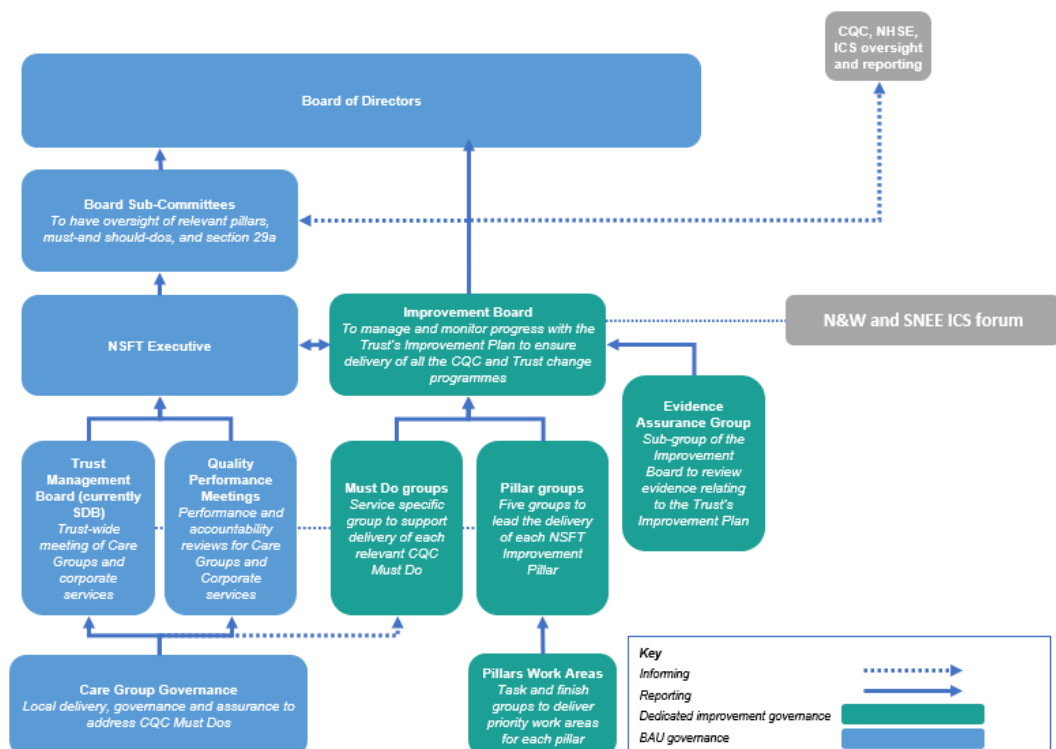 CQC, NHSE,
ICS oversight
and reporting
Board of Directors
Board Sub-Committees
To have oversight of relevant pillars,
must-and should-dos, and section 29a
NSFT Executive
Improvement Board
To manage and monitor progress with the
Trust's Improvement Plan to ensure
delivery of all the CQC and Trust change
programmes
N&W and SNEE ICS forum
Evidence
Assurance Group
Sub-group of the
Improvement
Board to review
evidence relating
to the Trust's
Improvement Plan
Trust
Management
Board (currently
SDB)
Trust-wide
meeting of Care
Groups and
corporate
services
Quality
Performance
Meetings
Performance and
accountability
reviews for Care
Groups and
Corporate
services
Must Do groups
Service specific
group to support
delivery of each
relevant CQC
Must Do
Pillar groups
Five groups to
lead the delivery
of each NSFT
Improvement
Pillar
Care Group Governance
Local delivery, governance and assurance to
address CQC Must Dos
Pillars Work Areas
Task and finish
groups to deliver
priority work areas
for each pillar
Key
Informing
Reporting
Dedicated improvement governance
BAU governance